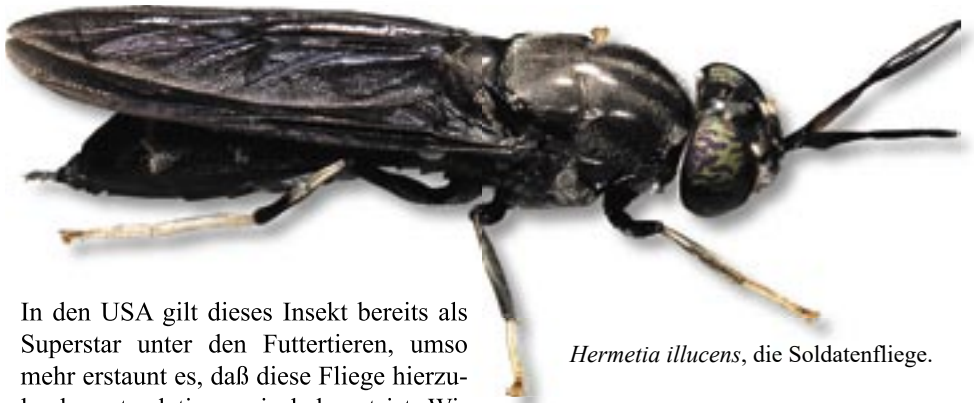 In den USA gilt dieses Insekt bereits als
Superstar unter den Futtertieren, umso
mehr erstaunt es, daß diese Fliege hierzu-
Hermetia illucens, die Soldatenfliege.